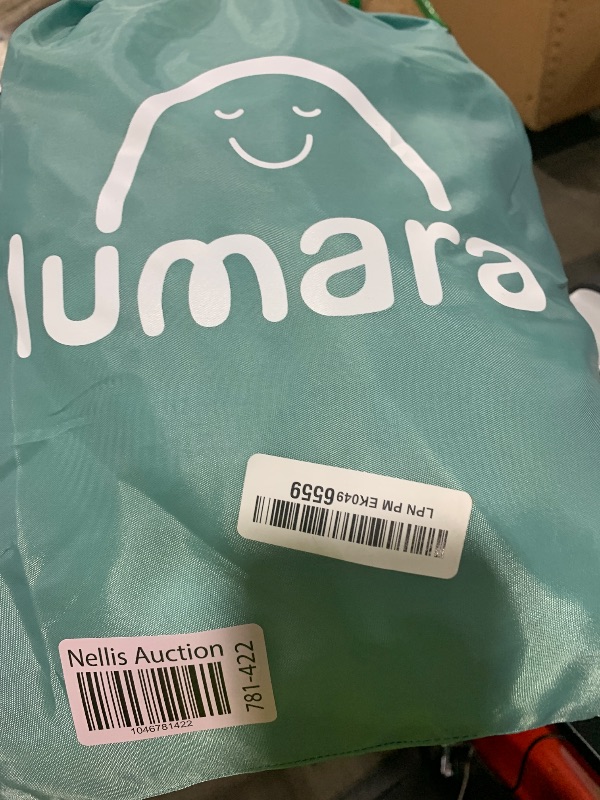 lumara
LPN PM EK0496559
Nellis Auction
1046781422
781-422